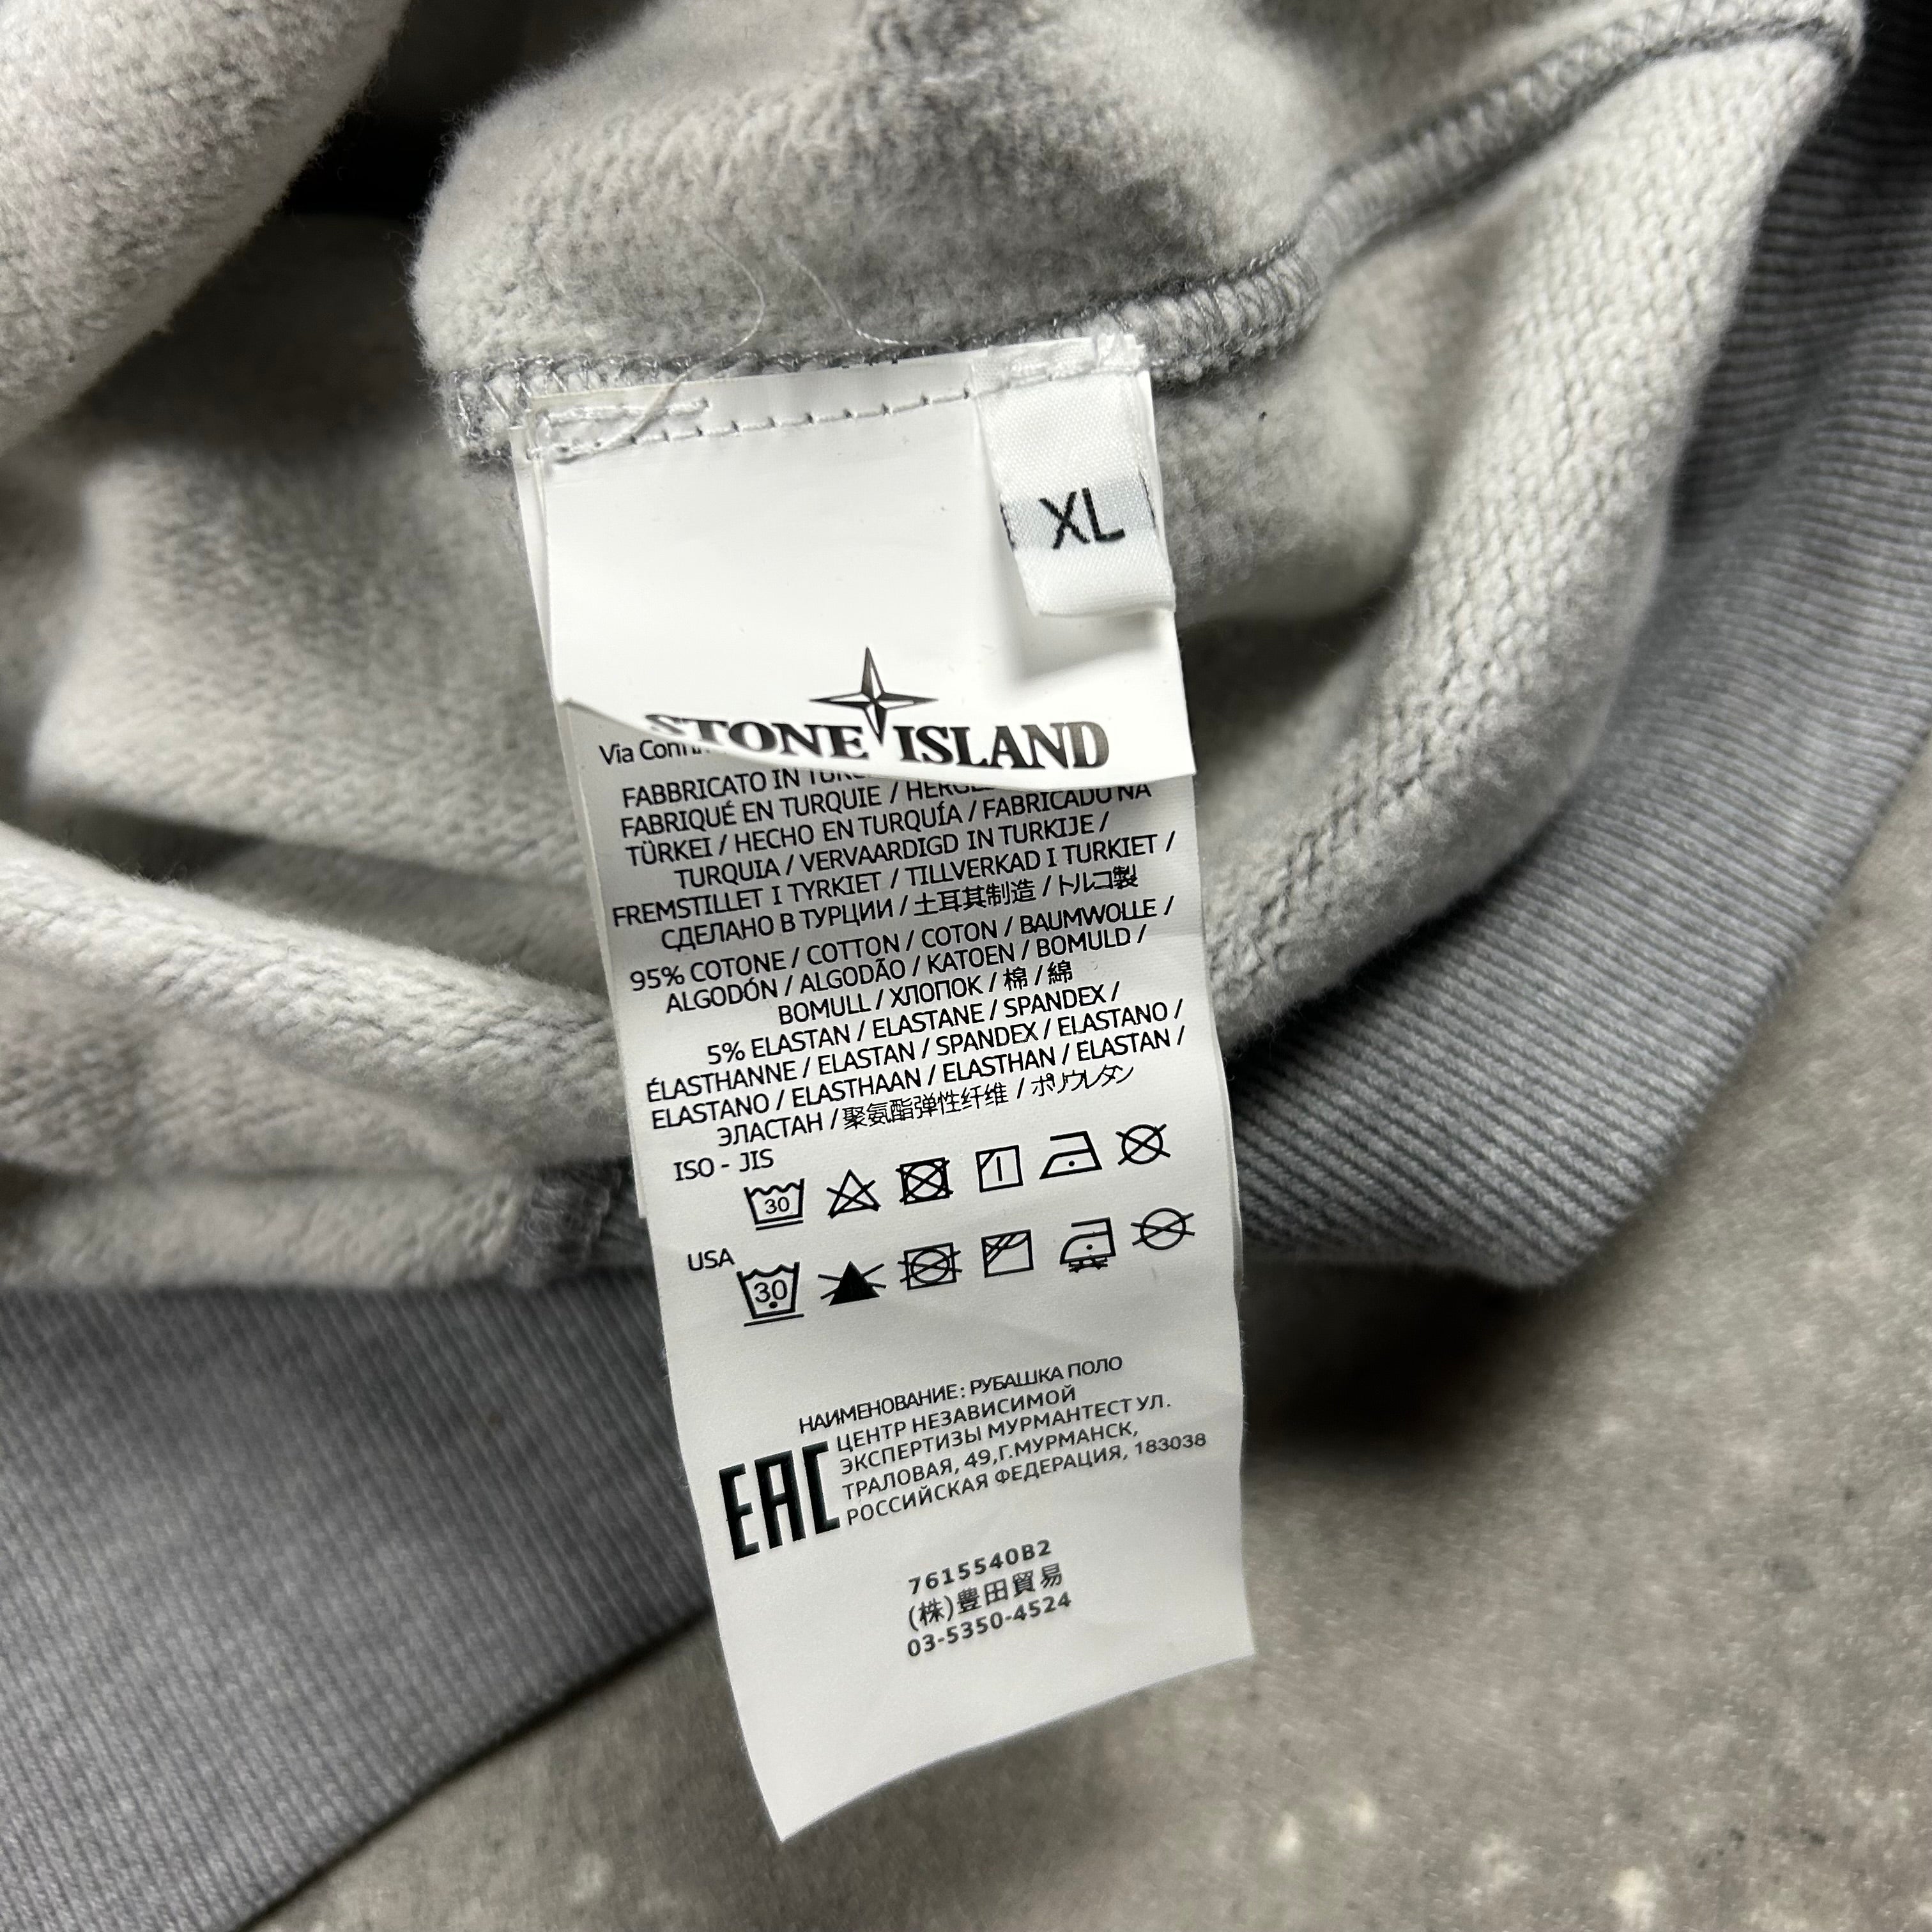 XL
STONE ISLAND
Via
FABBRICATO IN
FABRIQUÉ EN TURQUIE /
TÜRKEI / HECHO EN TURQUÍA / FABRICADO NA
TURQUIA / VERVAARDIGD IN TURKIJE /
FREMSTILLET I TYRKIET / TILLVERKAD I TURKIET /
СДЕЛАНО В ТУРЦИИ / 土耳其制造 / トルコ製
95% COTONE / COTTON / COTON / BAUMWOLLE /
ALGODÓN / ALGODÃO / KATOEN / BOMULD /
BOMULL / ХЛОПОК / 棉 / 綿
5% ELASTAN / ELASTANE / SPANDEX /
ÉLASTHANNE / ELASTAN / SPANDEX / ELASTANO /
ELASTANO / ELASTHAAN / ELASTHAN / ELASTAN /
ЭЛАСТАН / 聚氨酯弹性纤维 / ポリウレタン
ISO - JIS
30
USA
30
НАИМЕНОВАНИЕ: РУБАШКА ПОЛО
EAC
ЦЕНТР НЕЗАВИСИМОЙ
ЭКСПЕРТИЗЫ МУРМАНТЕСТ УЛ.
ТРАЛОВАЯ, 49,Г.МУРМАНСК,
РОССИЙСКАЯ ФЕДЕРАЦИЯ, 183038
7615540B2
(株)豊田貿易
03-5350-4524